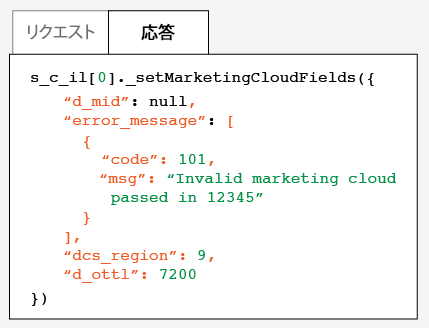 リクエスト
応答
s_c_il[0]._setMarketingCloudFields({
“d_mid”: null,
“error_message”: [
{
“code”: 101,
“msg”: “Invalid marketing cloud
passed in 12345”
}
],
“dcs_region”: 9,
“d_ottl”: 7200
})